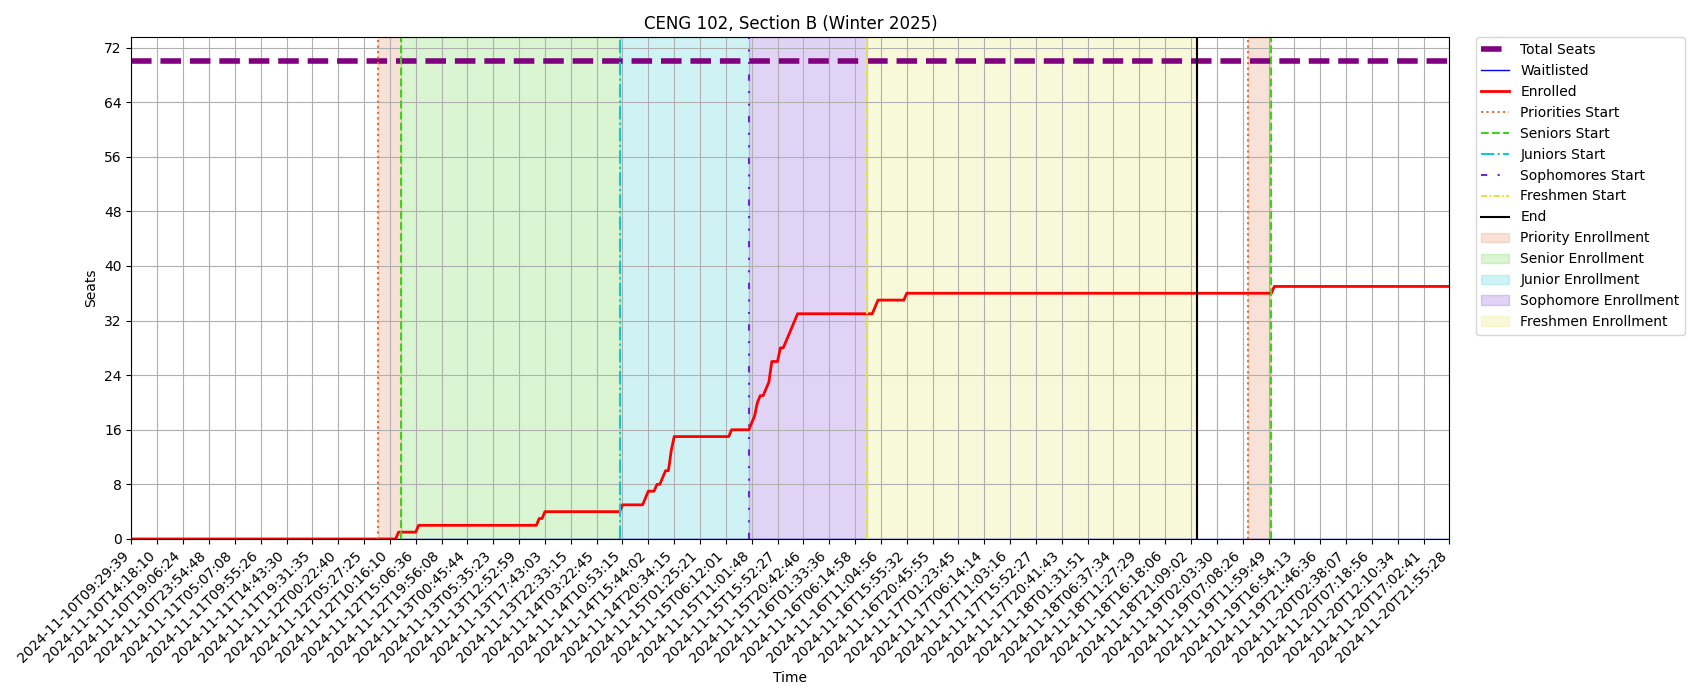 CENG 102, Section B (Winter 2025)
72
64
56
48
40
32
24
16
8
0
Seats
2024-11-10T09:29:39
2024-11-10T14:18:10
2024-11-10T19:06:24
2024-11-10T23:54:48
2024-11-11T05:07:08
2024-11-11T09:55:26
2024-11-11T14:43:30
2024-11-11T19:31:35
2024-11-12T00:22:40
2024-11-12T05:27:25
2024-11-12T10:16:10
2024-11-12T15:06:36
2024-11-12T19:56:08
2024-11-13T00:45:44
2024-11-13T05:35:23
2024-11-13T12:52:59
2024-11-13T17:43:03
2024-11-13T22:33:15
2024-11-14T03:22:45
2024-11-14T10:53:15
2024-11-14T15:44:02
2024-11-14T20:34:15
2024-11-15T01:25:21
2024-11-15T06:12:01
2024-11-15T11:01:48
2024-11-15T15:52:27
2024-11-15T20:42:46
2024-11-16T01:33:36
2024-11-16T06:14:58
2024-11-16T11:04:56
2024-11-16T15:55:32
2024-11-16T20:45:55
2024-11-17T01:23:45
2024-11-17T06:14:14
2024-11-17T11:03:16
2024-11-17T15:52:27
2024-11-17T20:41:43
2024-11-18T01:31:51
2024-11-18T06:37:34
2024-11-18T11:27:29
2024-11-18T16:18:06
2024-11-18T21:09:02
2024-11-19T02:03:30
2024-11-19T07:08:26
2024-11-19T11:59:49
2024-11-19T16:54:13
2024-11-19T21:46:36
2024-11-20T02:38:07
2024-11-20T07:18:56
2024-11-20T12:10:34
2024-11-20T17:02:41
2024-11-20T21:55:28
Time
Total Seats
Waitlisted
Enrolled
Priorities Start
Seniors Start
Juniors Start
Sophomores Start
Freshmen Start
End
Priority Enrollment
Senior Enrollment
Junior Enrollment
Sophomore Enrollment
Freshmen Enrollment